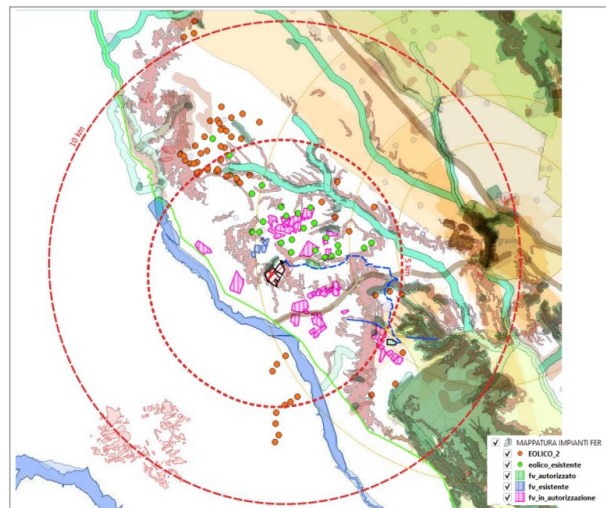 10 km
5 km
MAPPATURA IMPIANTI FER
EOLICO_2
eolico_esistente
fv_autorizzato
fv_esistente
fv_in_autorizzazione